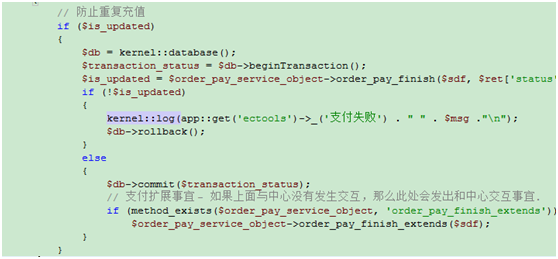 // 防止重复充值
if ($is_updated)
{
$db = kernel::database();
$transaction_status = $db->beginTransaction();
$is_updated = $order_pay_service_object->order_pay_finish($sdf, $ret['status'
if (!$is_updated)
{
kernel::log(app::get('ectools')->_('支付失败') . " " . $msg ."\n");
$db->rollback();
}
else
{
$db->commit($transaction_status);
// 支付扩展事宜 - 如果上面与中心没有发生交互，那么此处会发出和中心交互事宜.
if (method_exists($order_pay_service_object, 'order_pay_finish_extends'))
$order_pay_service_object->order_pay_finish_extends($sdf);
}
}